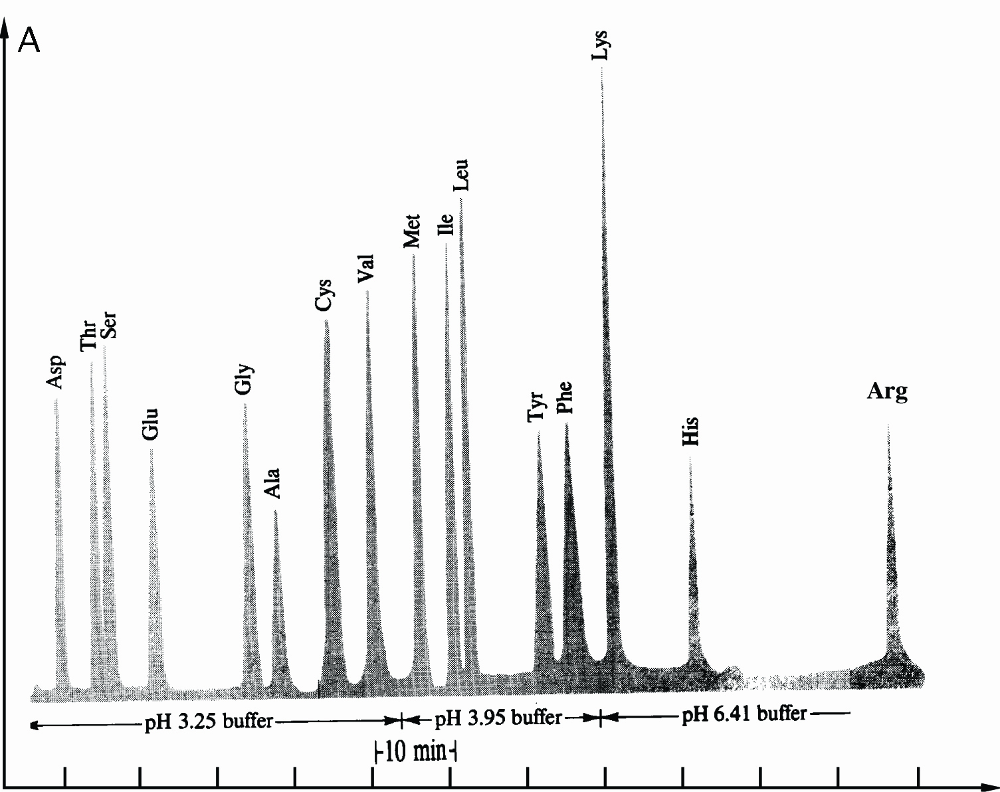 A
Asp
Thr
Ser
Glu
Gly
Ala
Cys
Val
Met
Ile
Leu
Tyr
Phe
Lys
His
Arg
pH 3.25 buffer
pH 3.95 buffer
pH 6.41 buffer
10 min